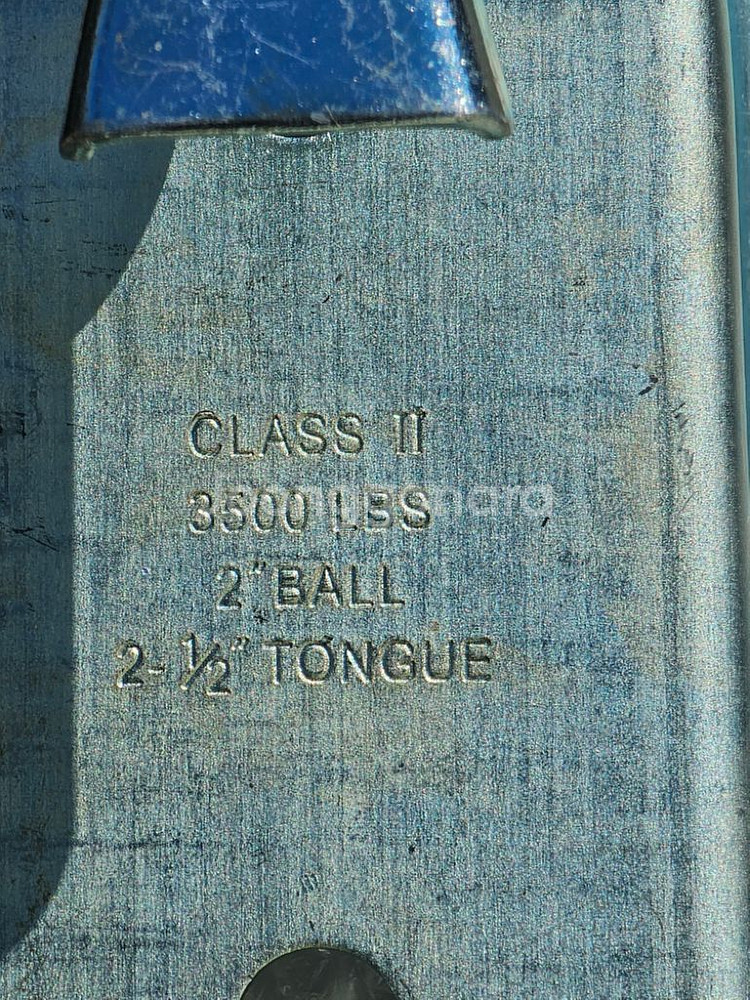 CLASS II
3500 LBS
2" BALL
2-½" TONGUE